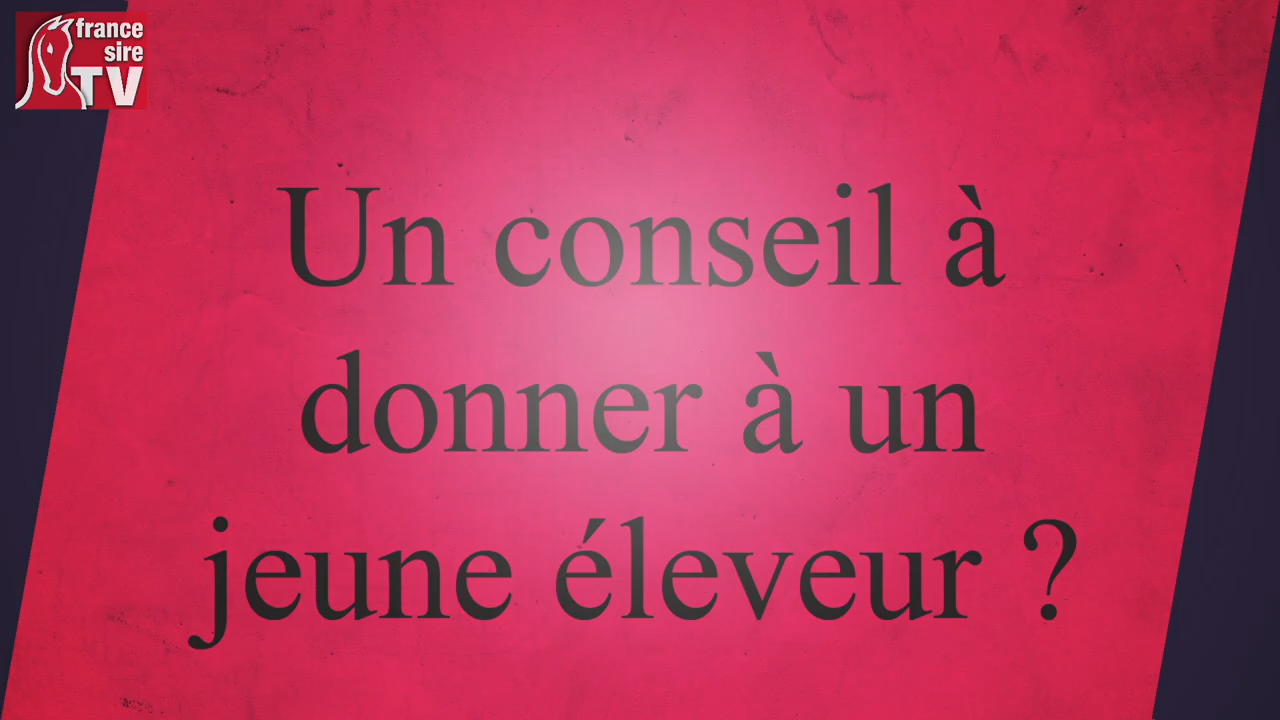 france
sire
TV
Un conseil à
donner à un
jeune éleveur ?